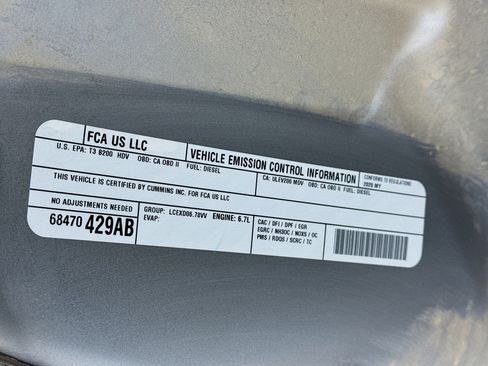 FCA US LLC
VEHICLE EMISSION CONTROL INFORMATION
CONFORMS TO REGULATIONS:
2020 MY
U.S. EPA: T3 B200 HDV OBD: CA OBD II FUEL: DIESEL
CA: ULEV200 MDV OBD: CA OBD II FUEL: DIESEL
THIS VEHICLE IS CERTIFIED BY CUMMINS INC. FOR FCA US LLC
NO ADJUSTMENTS NEEDED
68470 429AB
GROUP: LCEXD06.78VV ENGINE: 6.7L
EVAP:
CAC / DFI / DPF / EGR
EGRC / NH3OC / NOXS / OC
PMS / RDQS / SCRC / TC